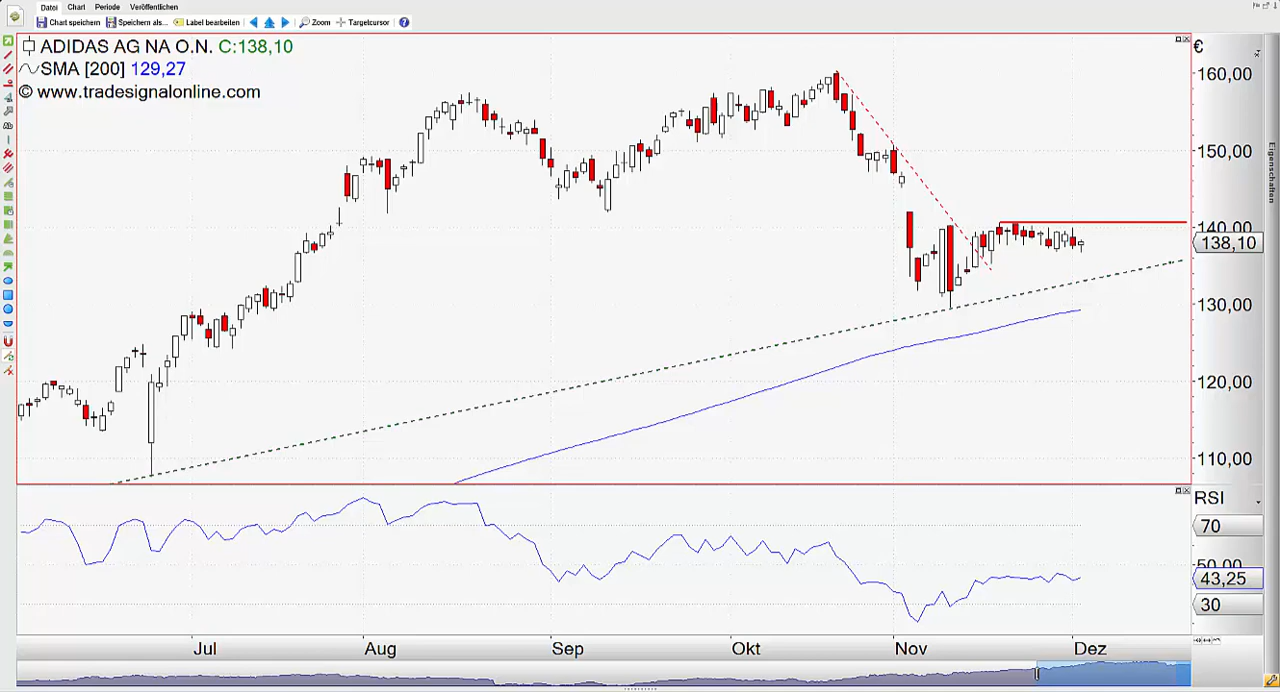 Datei Chart Periode Veröffentlichen
Chart speichern Speichern als... Label bearbeiten Zoom Targetcursor ?
ADIDAS AG NA O.N. C:138,10
SMA [200] 129,27
© www.tradesignalonline.com
€
160,00
150,00
140,00
138,10
130,00
120,00
110,00
Eigenschaften
RSI
70
50,00
43,25
30
Jul Aug Sep Okt Nov Dez